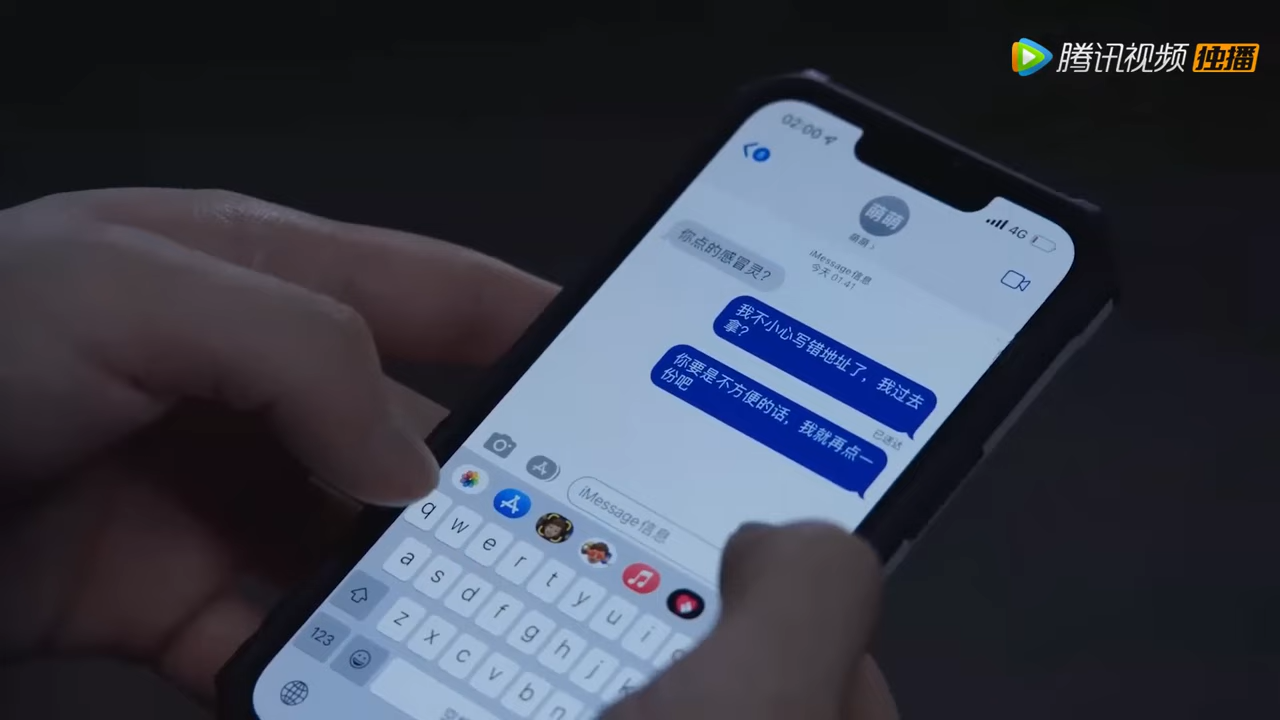 腾讯视频 独播
02:00
4G
萌萌
萌萌
iMessage信息
今天 01:41
你点的感冒灵?
我不小心写错地址了，我过去
拿?
你要是不方便的话，我就再点一
份吧
已送达
iMessage信息
q w e r t y u i
a s d f g h j k
z x c v b n
123